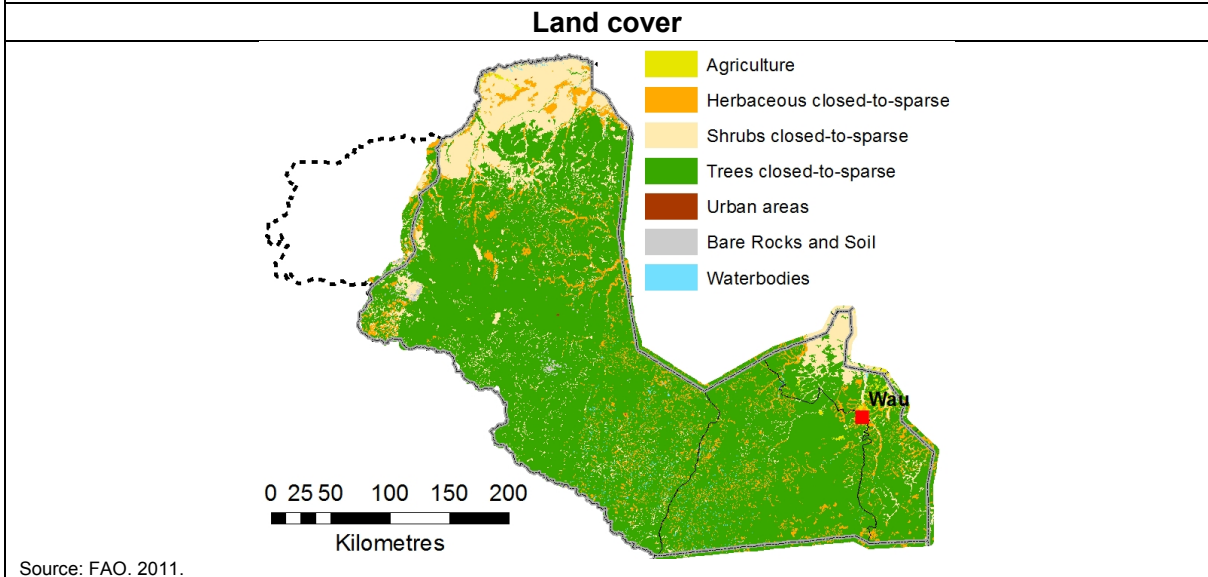 Land cover
Agriculture
Herbaceous closed-to-sparse
Shrubs closed-to-sparse
Trees closed-to-sparse
Urban areas
Bare Rocks and Soil
Waterbodies
Wau
0 25 50 100 150 200
Kilometres
Source: FAO. 2011.